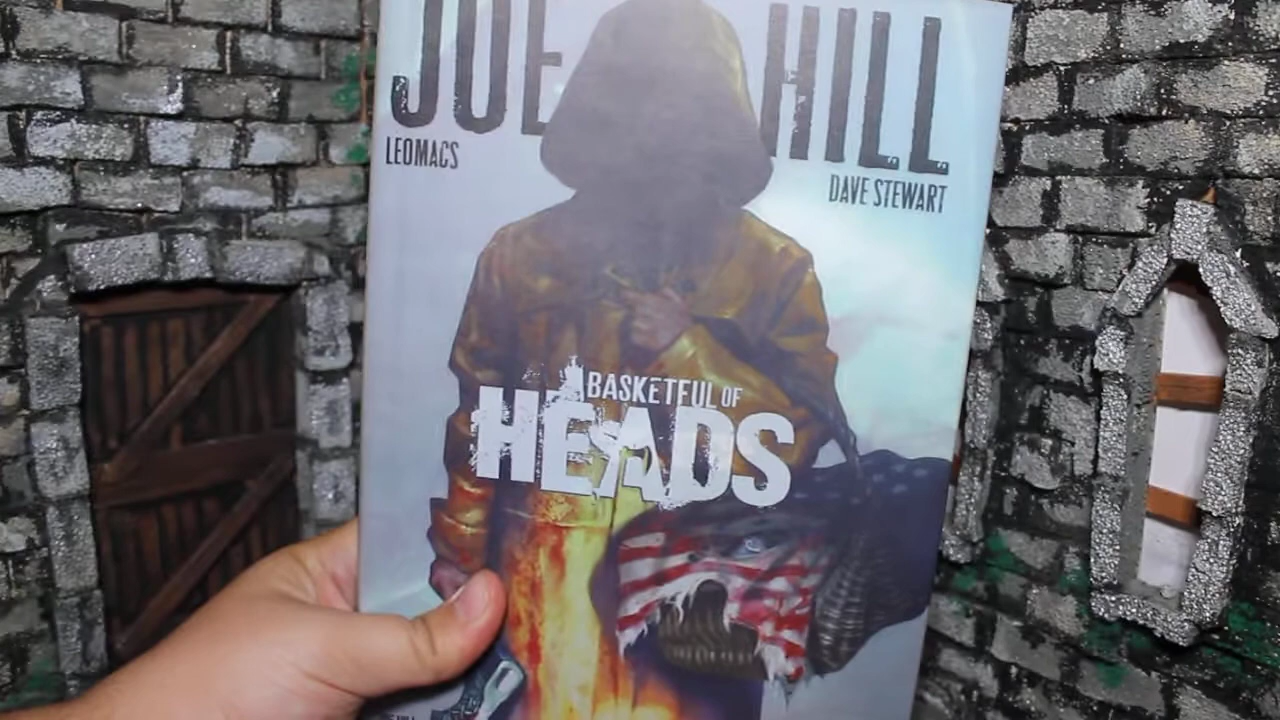 JOE HILL
LEOMACS
DAVE STEWART
BASKETFUL OF
HEADS